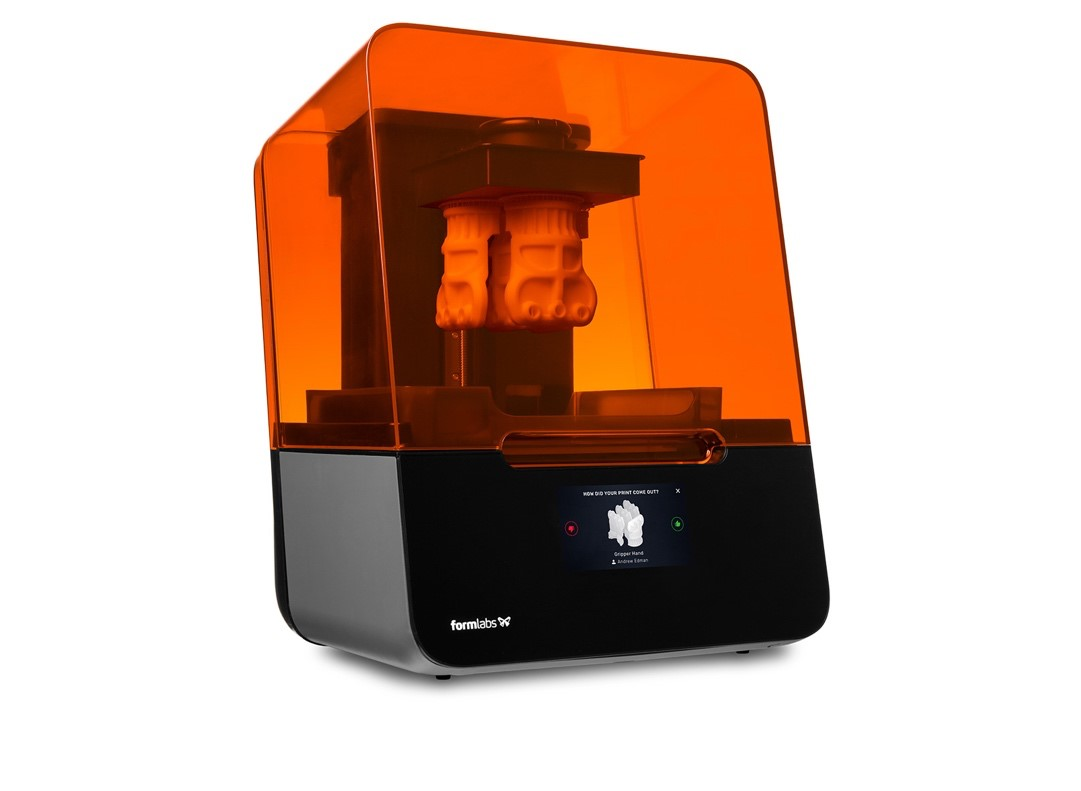 HOW DID YOUR PRINT COME OUT?
Gripper Hand
Andrew Edman
formlabs